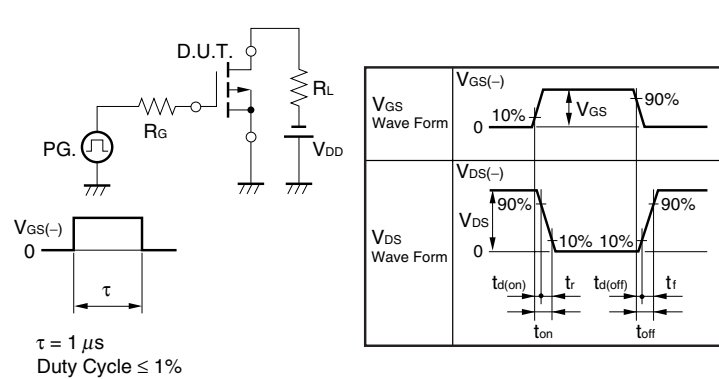 D.U.T.
RG
PG.
RL
VDD
VGS(−)
0
τ
τ = 1 μs
Duty Cycle ≤ 1%
VGS
Wave Form
VGS(−)
10%
VGS
90%
0
VDS
Wave Form
VDS(−)
90%
VDS
10% 10%
90%
0
td(on) tr td(off) tf
ton toff